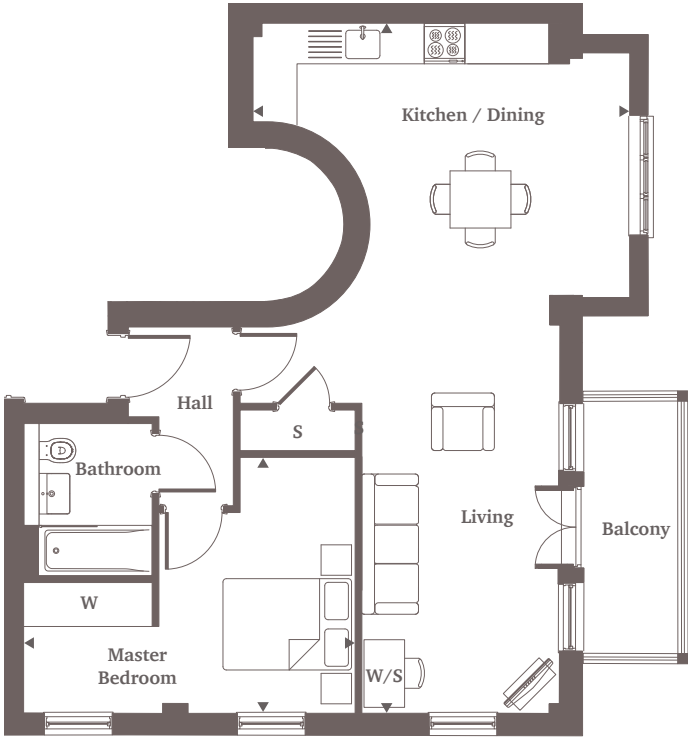 Kitchen / Dining
Hall
S
Bathroom
Living
Balcony
W
Master
Bedroom
W/S